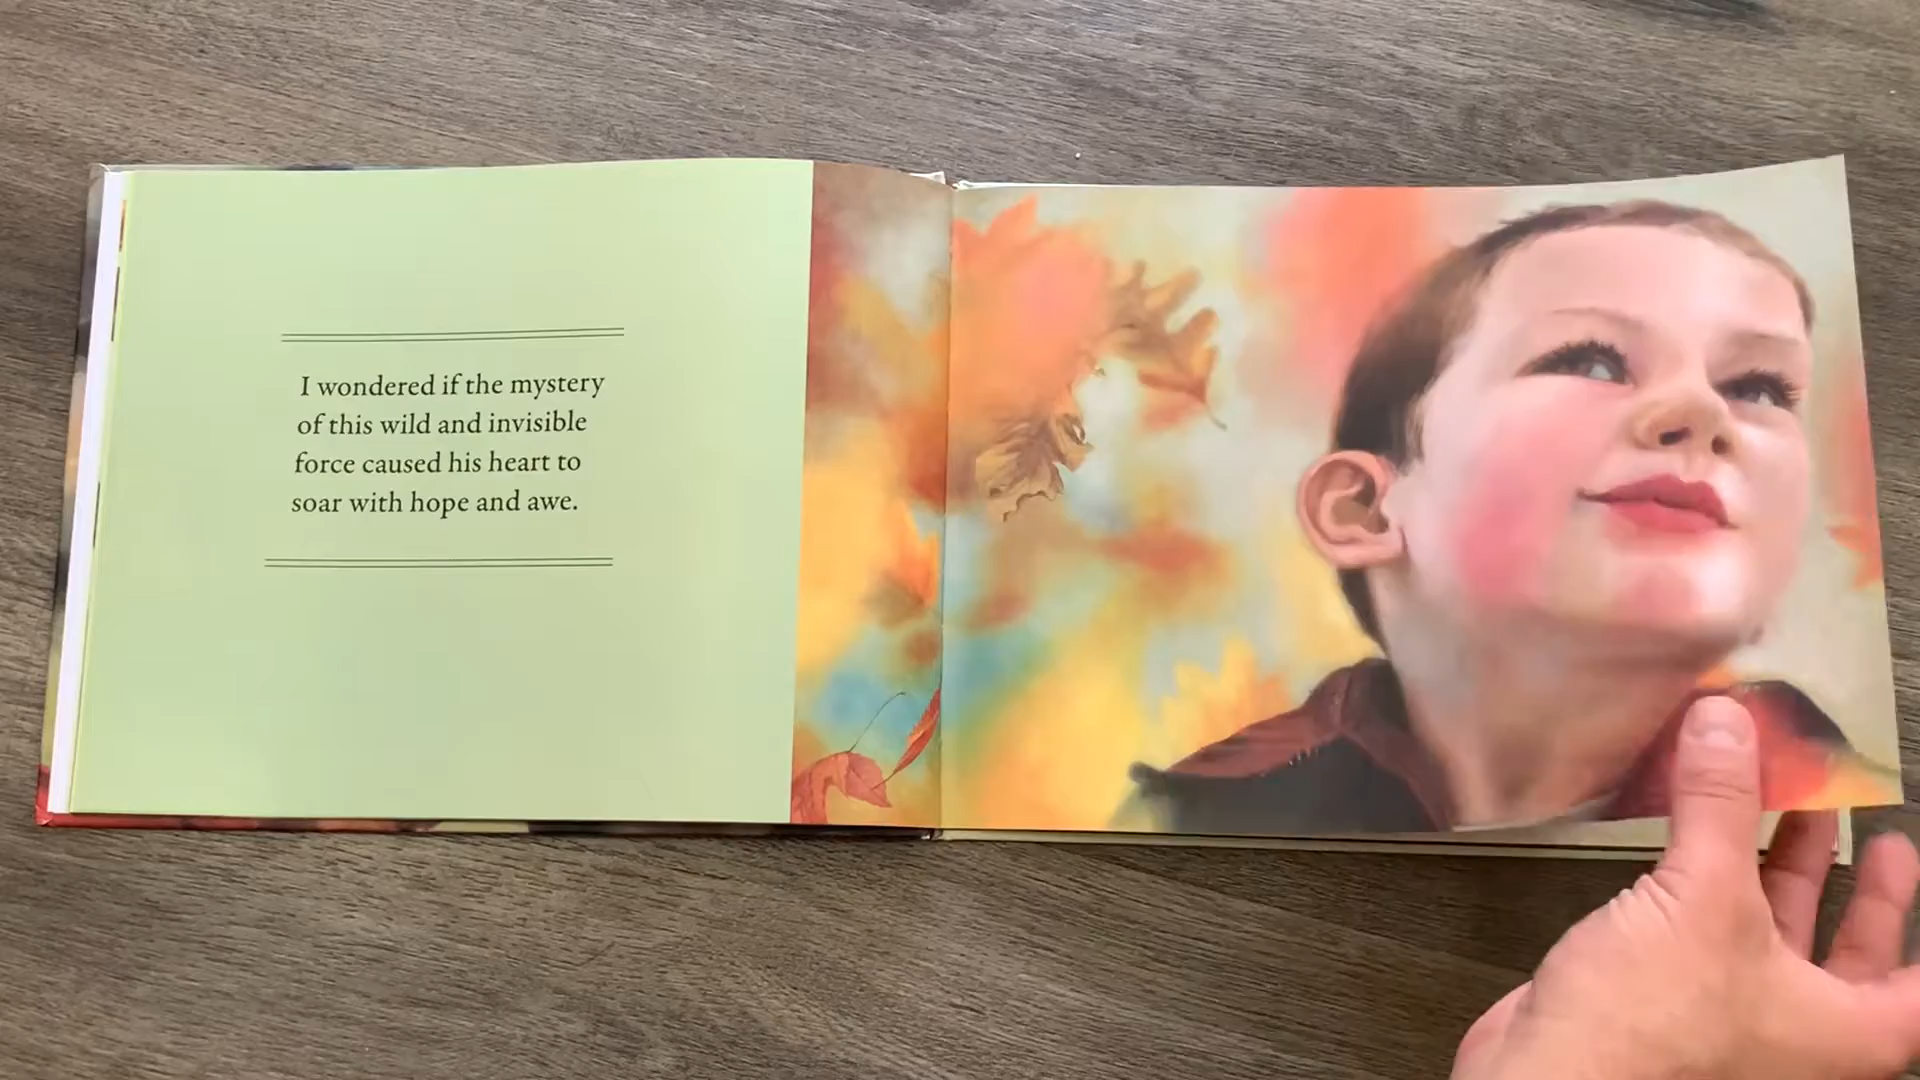 I wondered if the mystery
of this wild and invisible
force caused his heart to
soar with hope and awe.